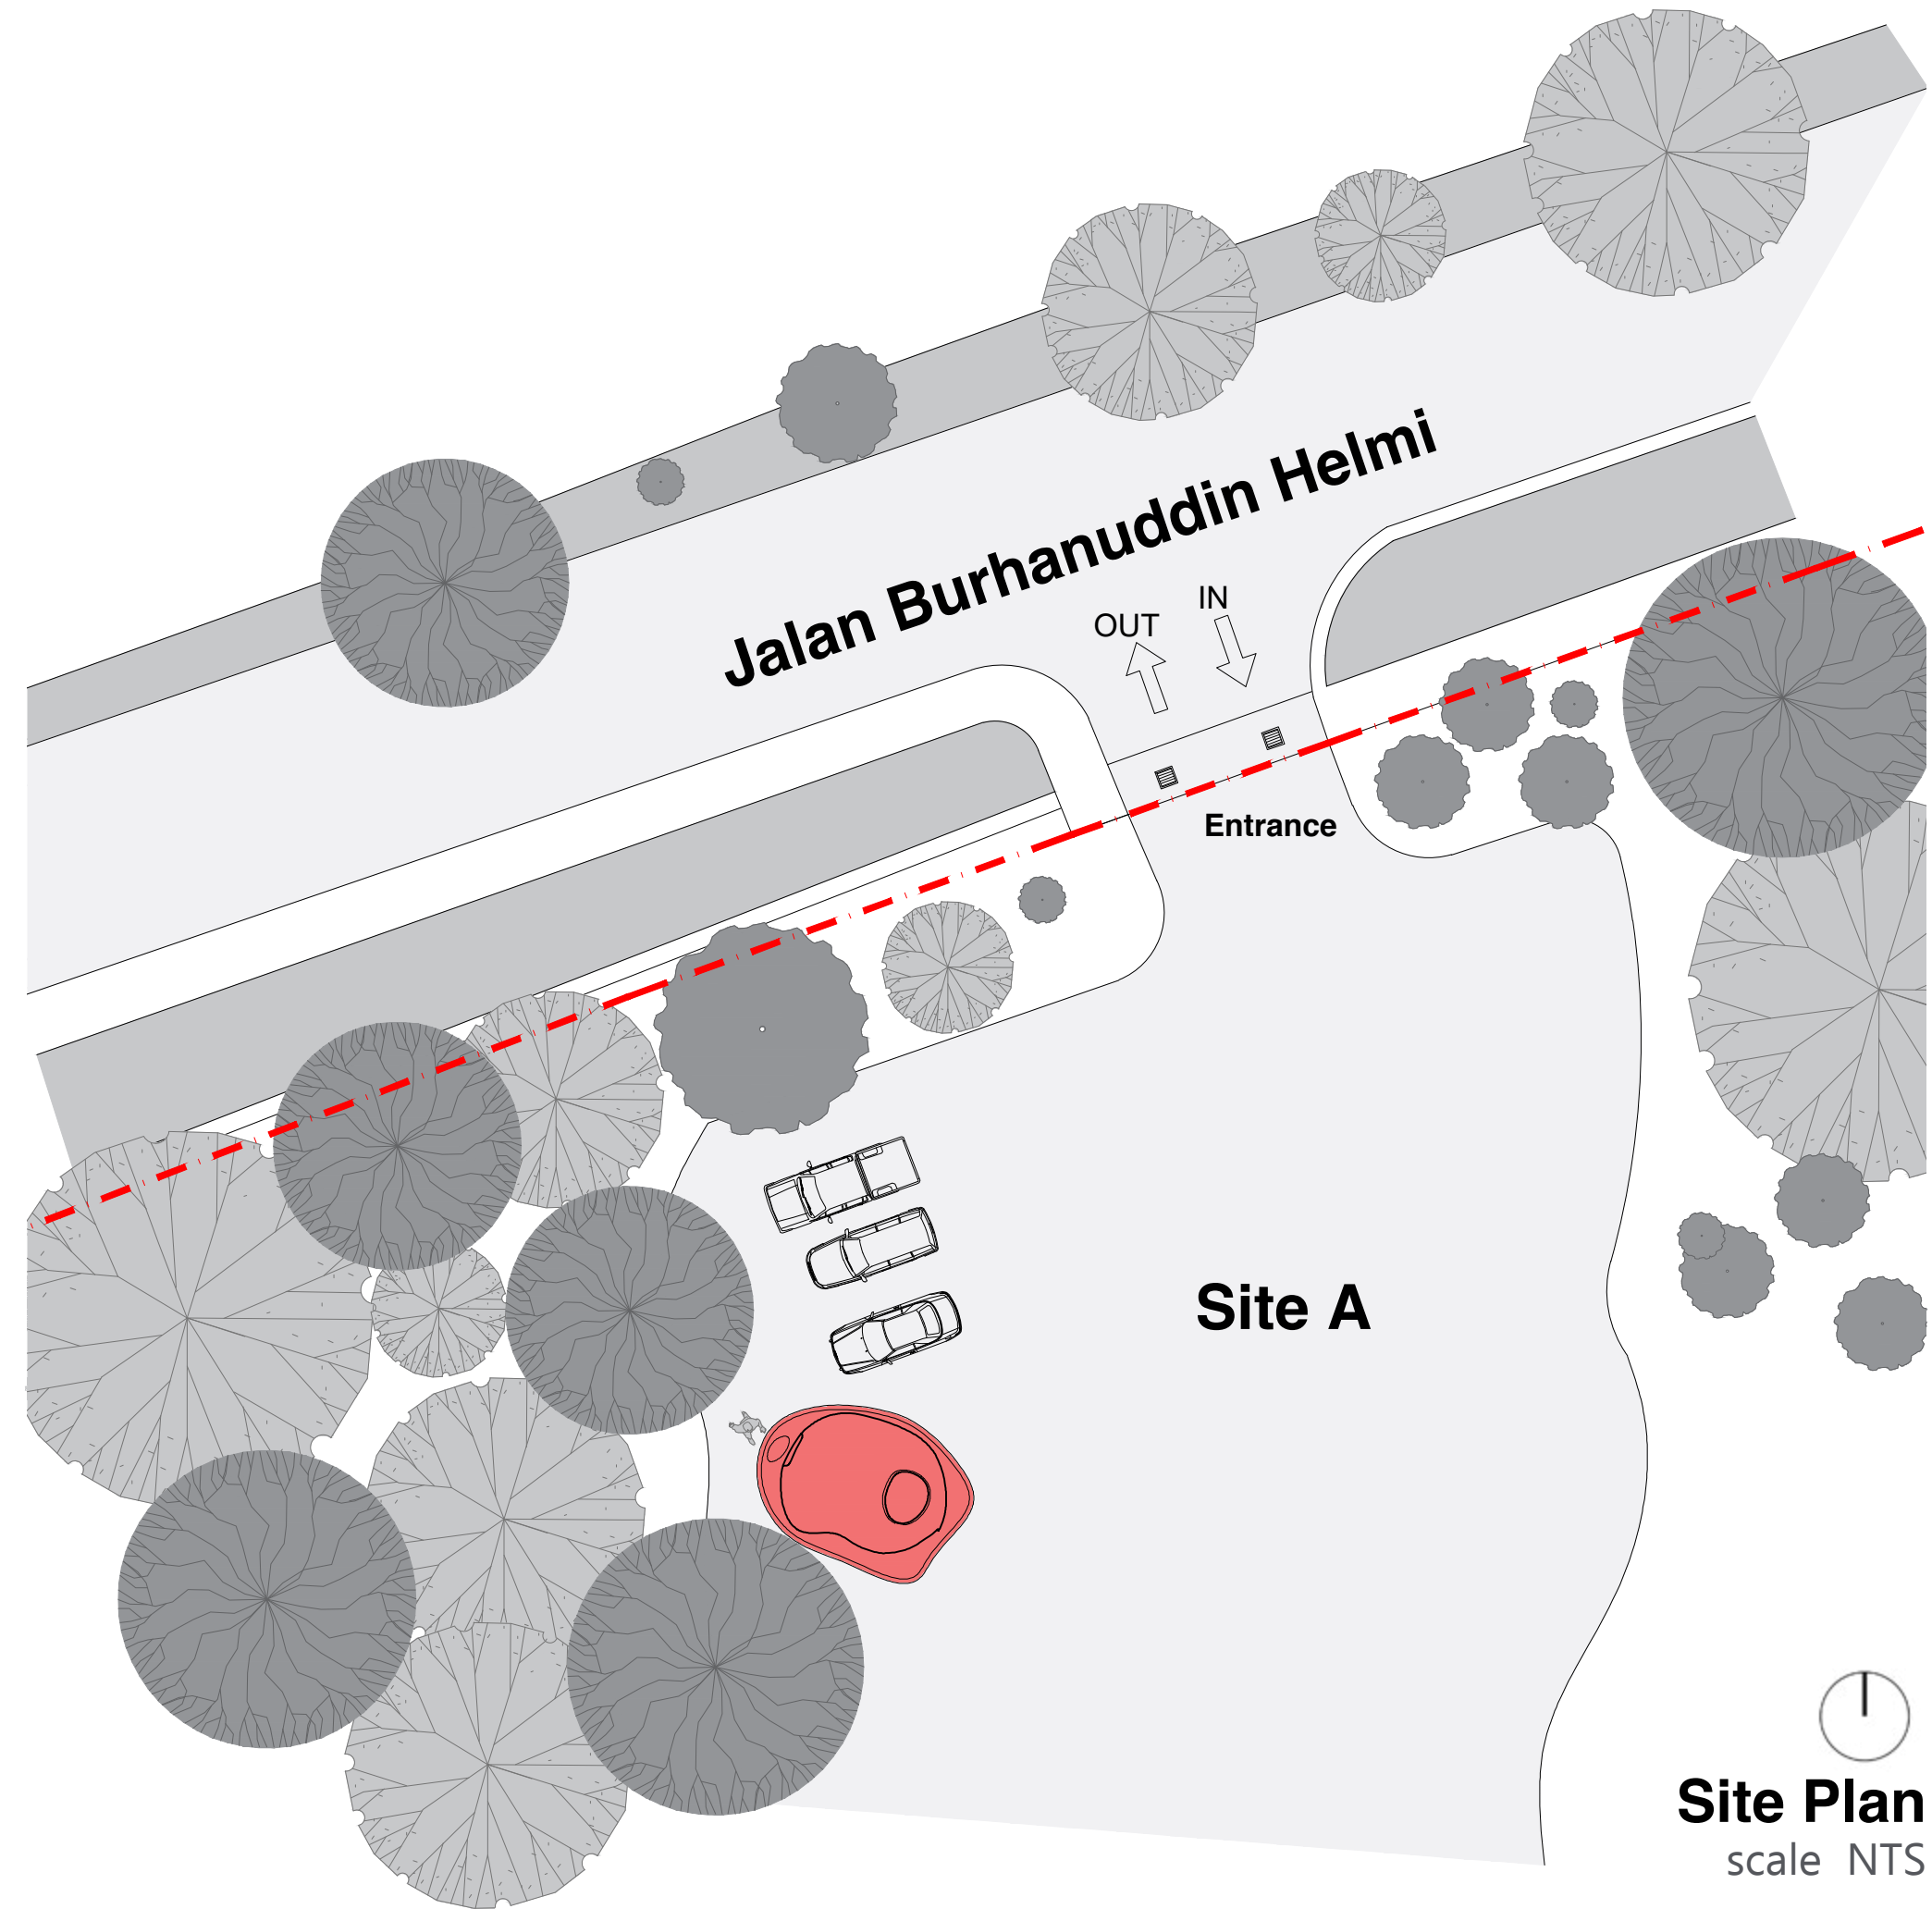 Jalan Burhanuddin Helmi
IN
OUT
Entrance
Site A
Site Plan
scale NTS